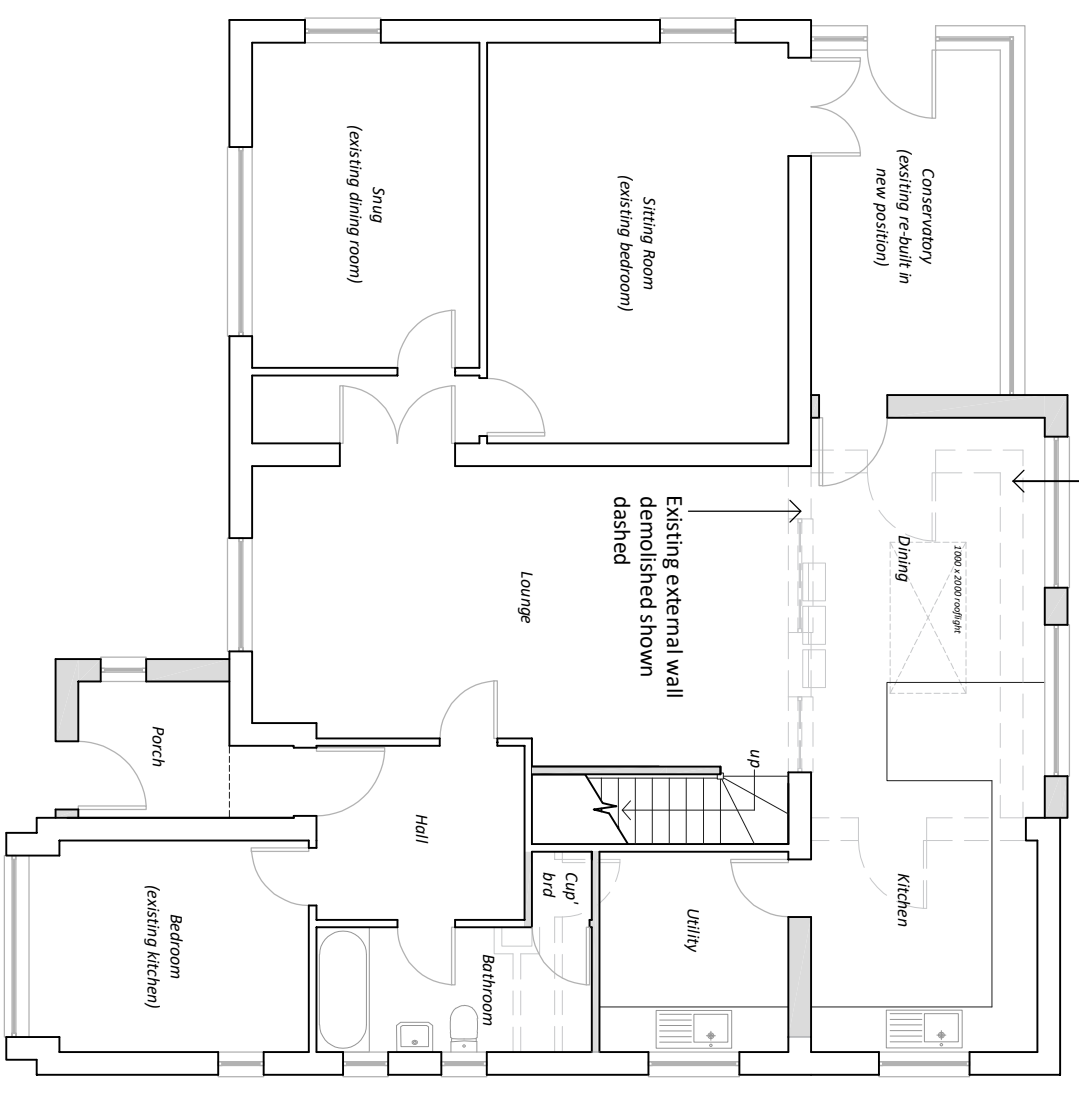 Snug
(existing dining room)
Sitting Room
(existing bedroom)
Conservatory
(exsiting re-built in
new position)
Existing external wall
demolished shown
dashed
Lounge
Dining
1000 x 2000 rooflight
Porch
Hall
up
Cup'
brd
Utility
Kitchen
Bedroom
(existing kitchen)
Bathroom